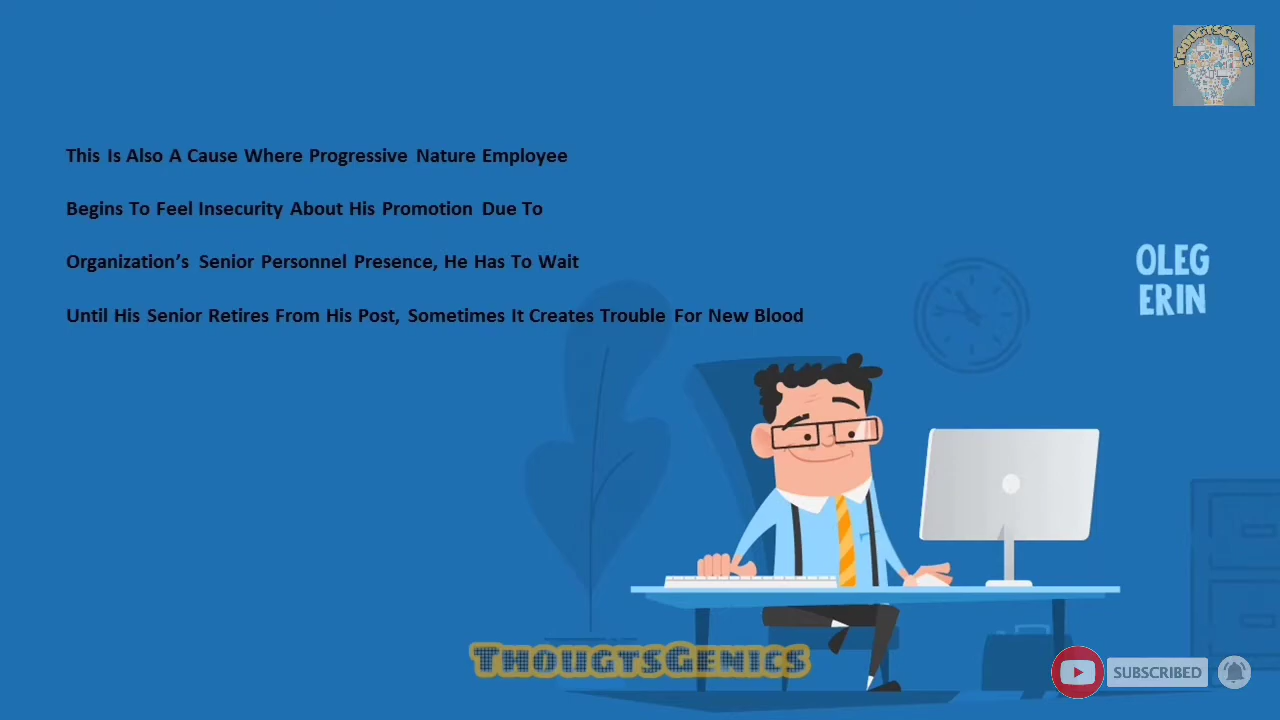 ThougtsGenics
This Is Also A Cause Where Progressive Nature Employee
Begins To Feel Insecurity About His Promotion Due To
Organization’s Senior Personnel Presence, He Has To Wait
Until His Senior Retires From His Post, Sometimes It Creates Trouble For New Blood
OLEG
ERIN
ThougtsGenics
SUBSCRIBED